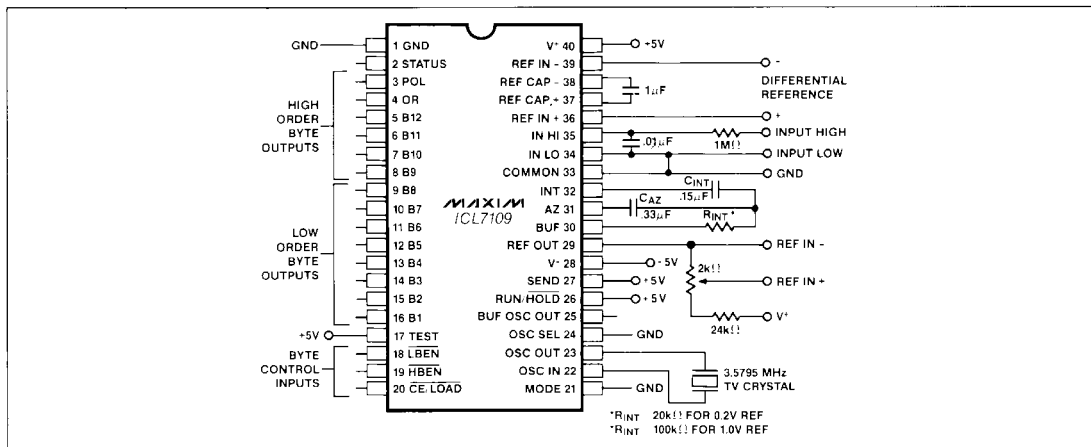 GND
1 GND
2 STATUS
3 POL
4 OR
5 B12
6 B11
7 B10
8 B9
9 B8
10 B7
11 B6
12 B5
13 B4
14 B3
15 B2
16 B1
17 TEST
18 LBEN
19 HBEN
20 CE/LOAD
HIGH
ORDER
BYTE
OUTPUTS
LOW
ORDER
BYTE
OUTPUTS
+5V
BYTE
CONTROL
INPUTS
MAXIM
ICL7109
V+ 40
REF IN - 39
REF CAP - 38
REF CAP + 37
REF IN + 36
IN HI 35
IN LO 34
COMMON 33
INT 32
AZ 31
BUF 30
REF OUT 29
V- 28
SEND 27
RUN/HOLD 26
BUF OSC OUT 25
OSC SEL 24
OSC OUT 23
OSC IN 22
MODE 21
+5V
-
DIFFERENTIAL
REFERENCE
1µF
+
INPUT HIGH
.01µF
1MΩ
INPUT LOW
GND
CINT
.15µF
CAZ
.33µF
RINT*
REF IN -
2kΩ
-5V
+5V
REF IN +
+5V
24kΩ
V+
GND
3.5795 MHz
TV CRYSTAL
GND
*RINT 20kΩ FOR 0.2V REF
*RINT 100kΩ FOR 1.0V REF